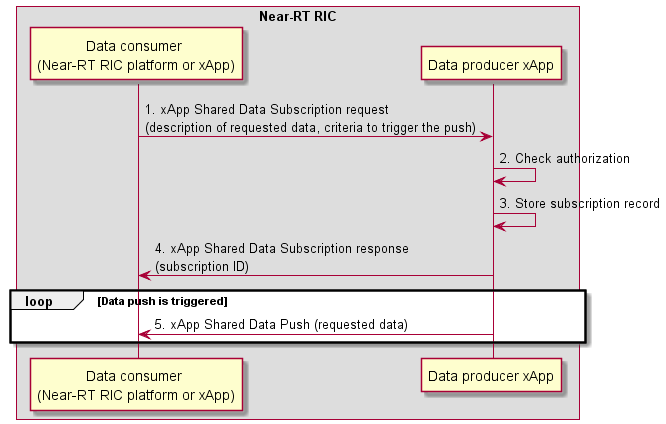 Near-RT RIC
Data consumer
(Near-RT RIC platform or xApp)
Data producer xApp
1. xApp Shared Data Subscription request
(description of requested data, criteria to trigger the push)
2. Check authorization
3. Store subscription record
4. xApp Shared Data Subscription response
(subscription ID)
loop [Data push is triggered]
5. xApp Shared Data Push (requested data)
Data consumer
(Near-RT RIC platform or xApp)
Data producer xApp